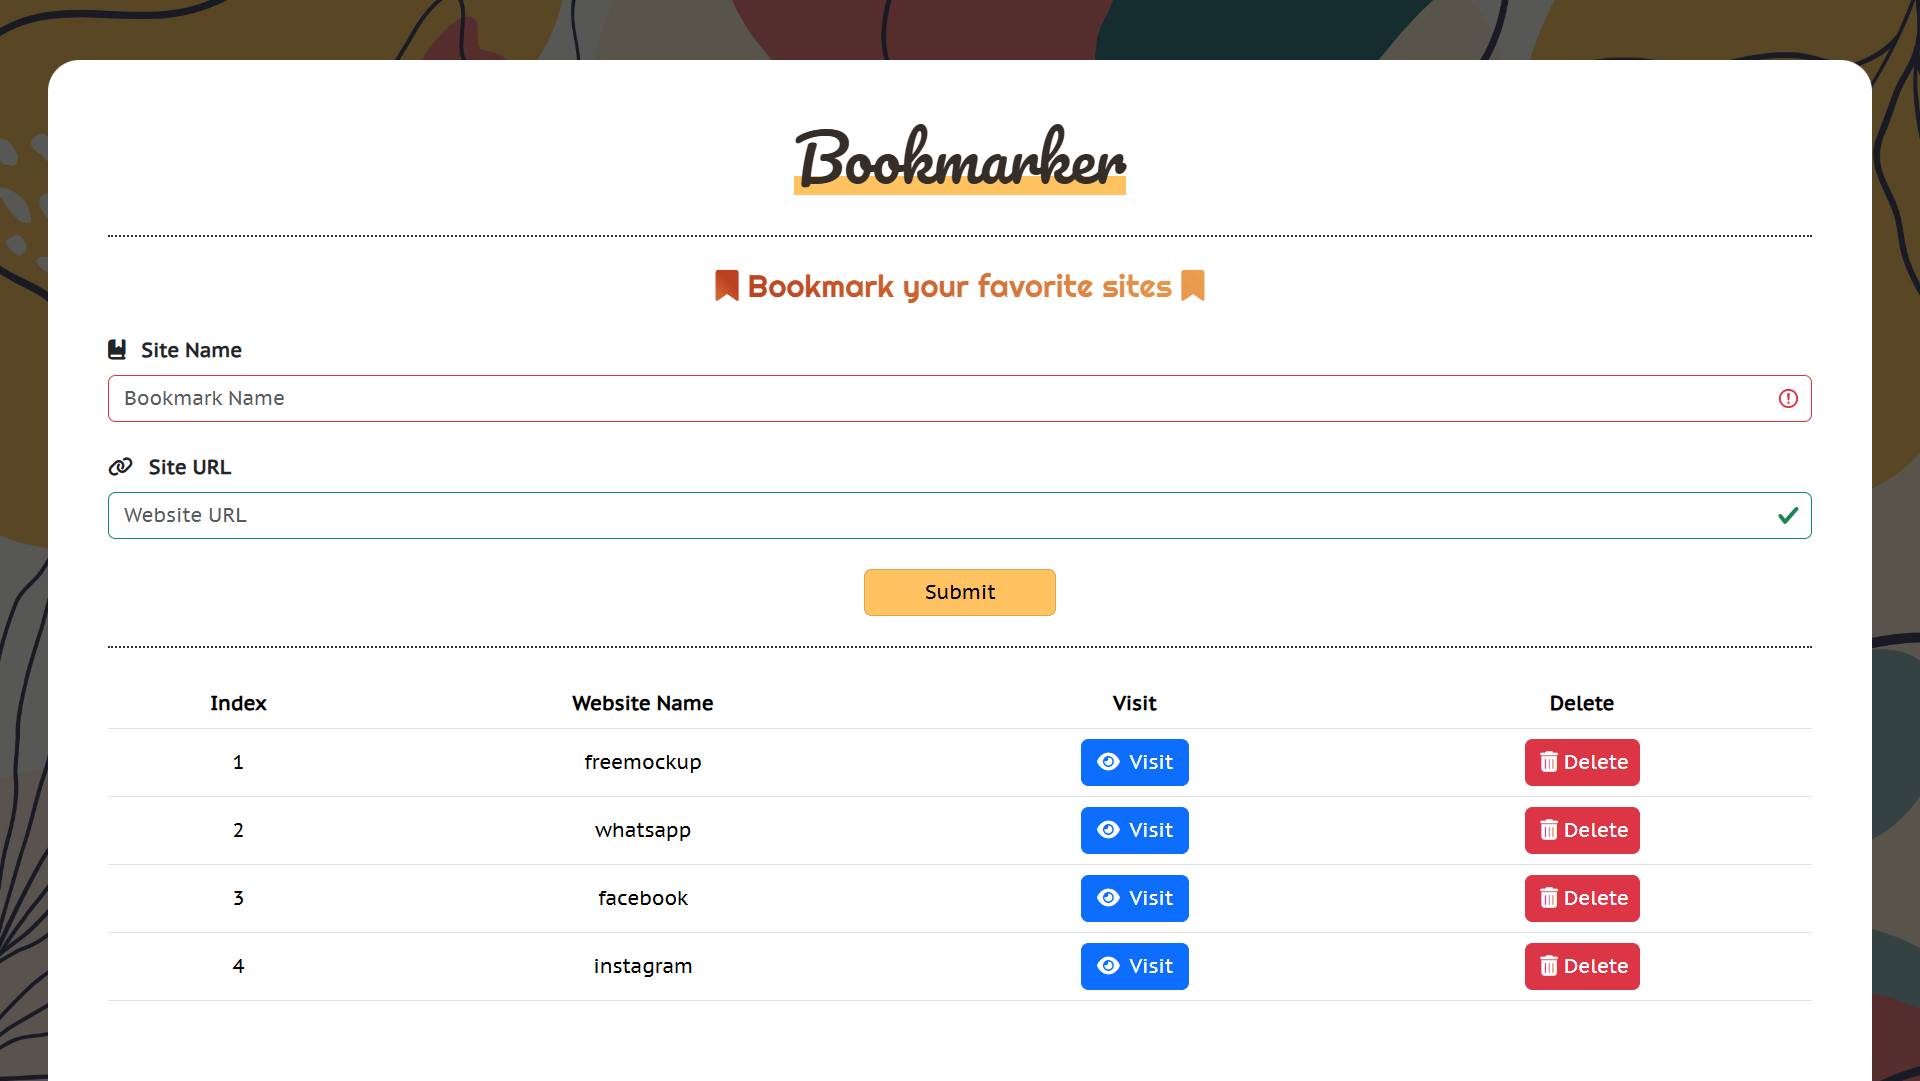 Bookmarker
Bookmark your favorite sites
Site Name
Bookmark Name
Site URL
Website URL
Submit
Index Website Name Visit Delete
1 freemockup Visit Delete
2 whatsapp Visit Delete
3 facebook Visit Delete
4 instagram Visit Delete